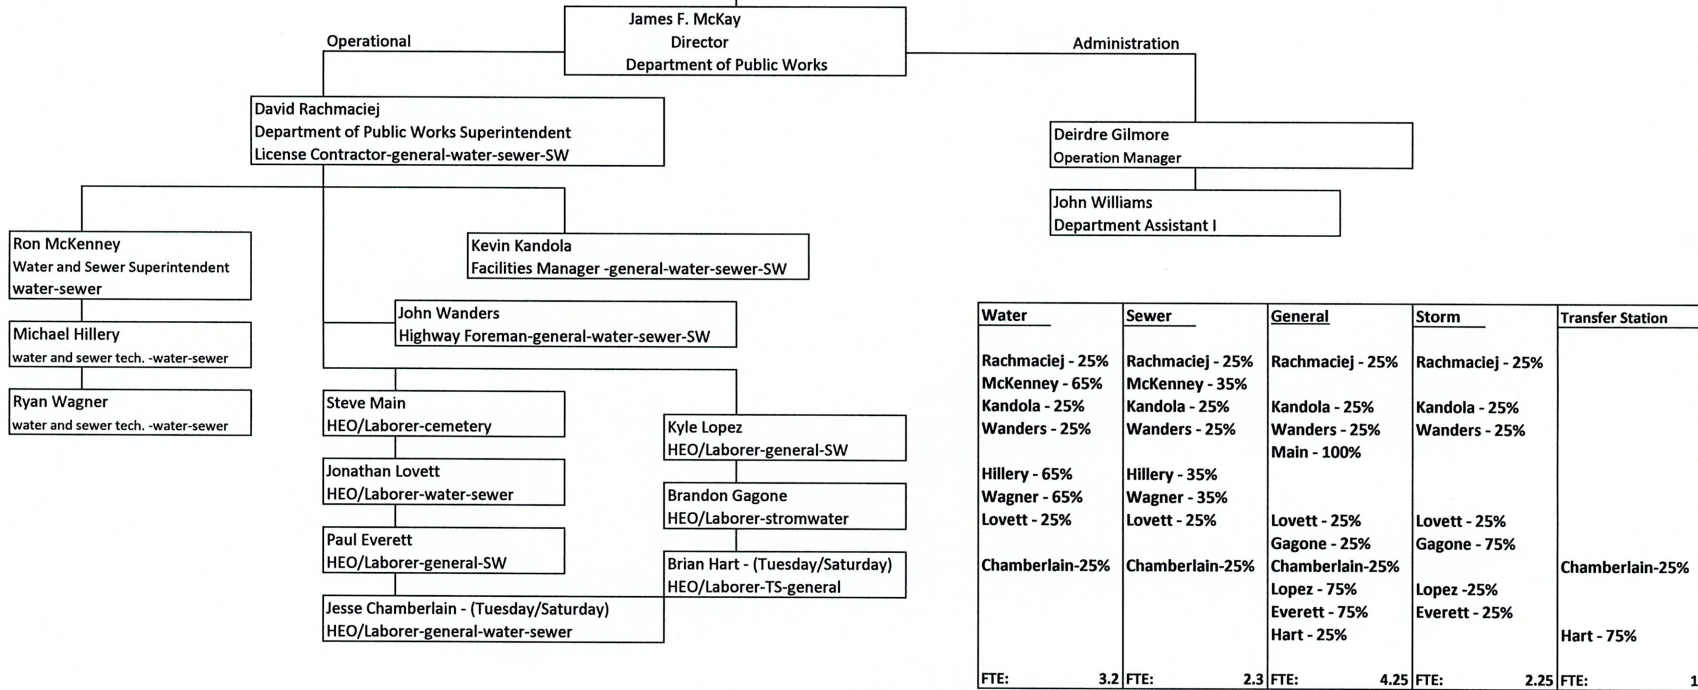 James F. McKay
Director
Department of Public Works
Operational
Administration
David Rachmaciej
Department of Public Works Superintendent
License Contractor-general-water-sewer-SW
Deirdre Gilmore
Operation Manager
John Williams
Department Assistant I
Ron McKenney
Water and Sewer Superintendent
water-sewer
Kevin Kandola
Facilities Manager -general-water-sewer-SW
Michael Hillery
water and sewer tech. -water-sewer
John Wanders
Highway Foreman-general-water-sewer-SW
Ryan Wagner
water and sewer tech. -water-sewer
Steve Main
HEO/Laborer-cemetery
Jonathan Lovett
HEO/Laborer-water-sewer
Paul Everett
HEO/Laborer-general-SW
Jesse Chamberlain - (Tuesday/Saturday)
HEO/Laborer-general-water-sewer
Kyle Lopez
HEO/Laborer-general-SW
Brandon Gagone
HEO/Laborer-stromwater
Brian Hart - (Tuesday/Saturday)
HEO/Laborer-TS-general
Water Sewer General Storm Transfer Station
Rachmaciej - 25% Rachmaciej - 25% Rachmaciej - 25% Rachmaciej - 25%
McKenney - 65% McKenney - 35%
Kandola - 25% Kandola - 25% Kandola - 25% Kandola - 25%
Wanders - 25% Wanders - 25% Wanders - 25% Wanders - 25%
Main - 100%
Hillery - 65% Hillery - 35%
Wagner - 65% Wagner - 35%
Lovett - 25% Lovett - 25% Lovett - 25% Lovett - 25%
Gagone - 25% Gagone - 75%
Chamberlain-25% Chamberlain-25% Chamberlain-25% Chamberlain-25%
Lopez - 75% Lopez -25%
Everett - 75% Everett - 25%
Hart - 25% Hart - 75%
FTE: 3.2 FTE: 2.3 FTE: 4.25 FTE: 2.25 FTE: 1